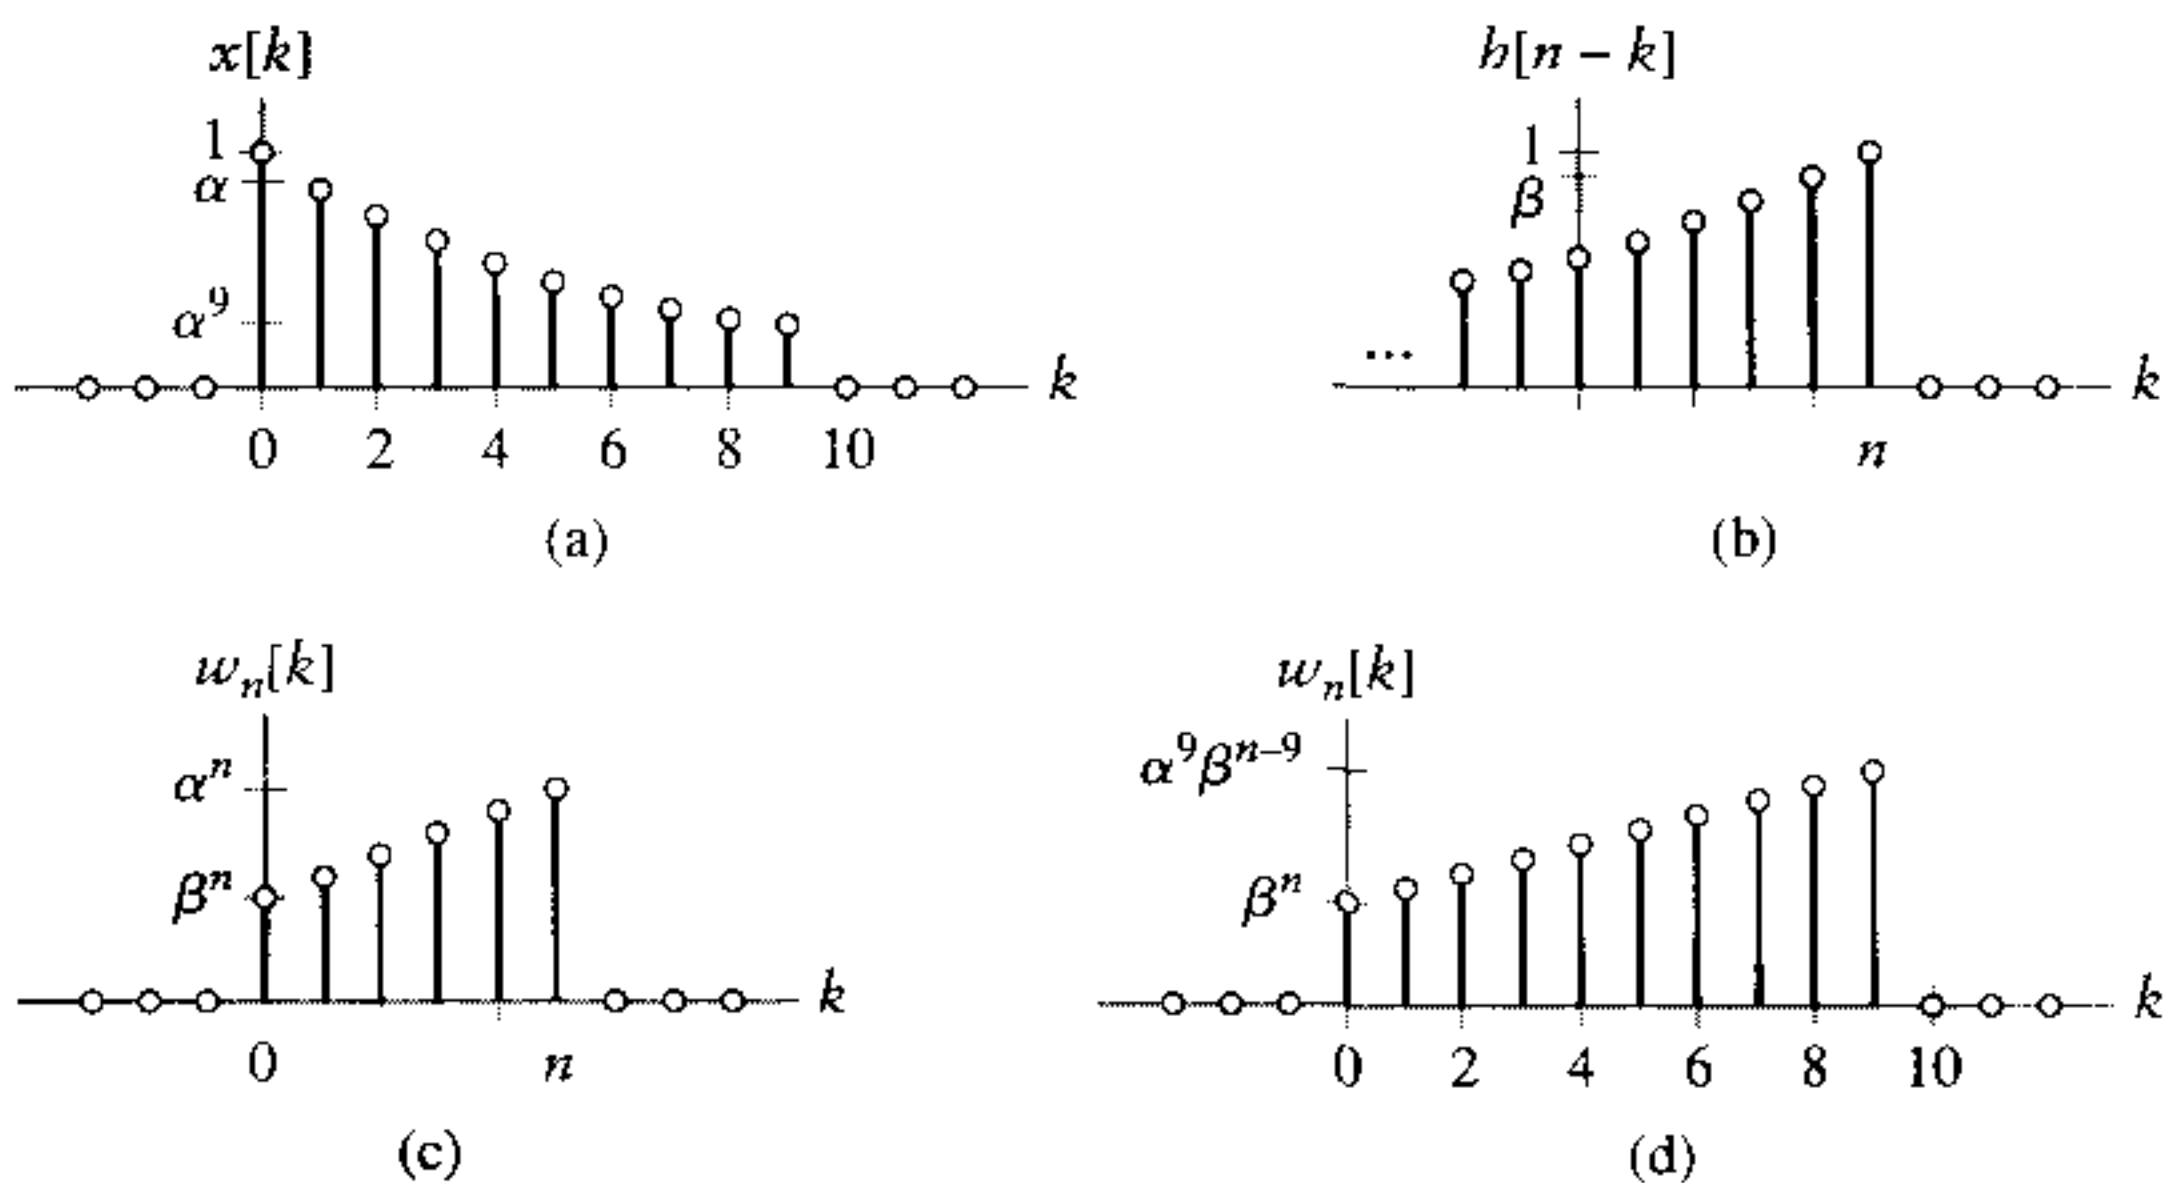 x[k]
1
α
α⁹
k
0 2 4 6 8 10
(a)
h[n – k]
1
β
...
k
n
(b)
wₙ[k]
αⁿ
βⁿ
k
0 n
(c)
wₙ[k]
α⁹βⁿ⁻⁹
βⁿ
k
0 2 4 6 8 10
(d)